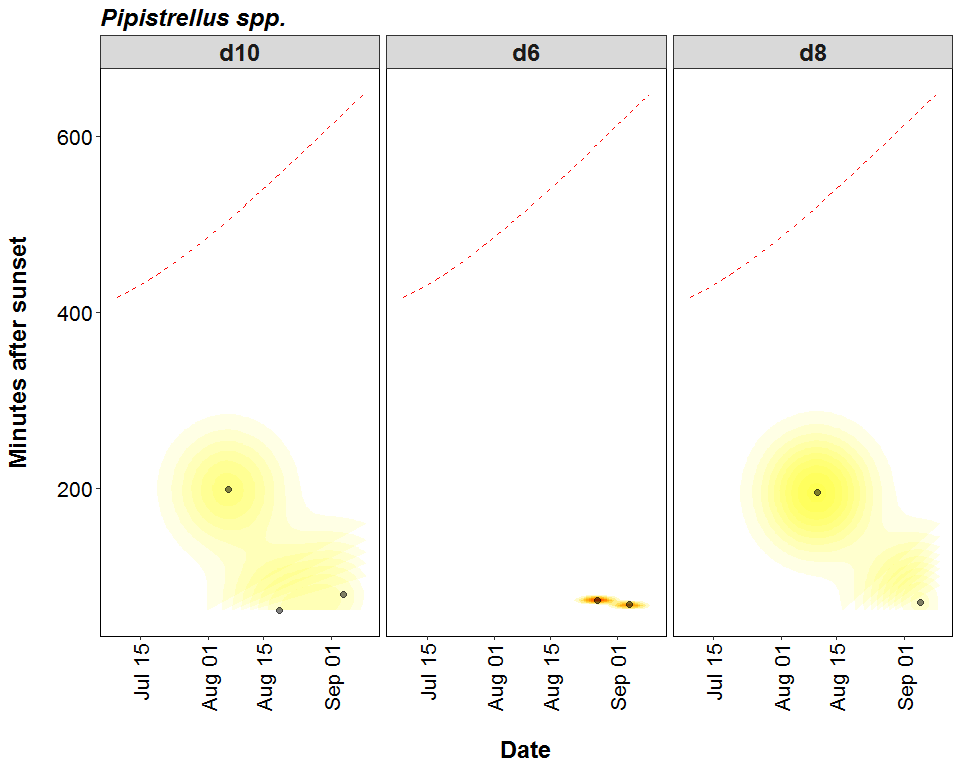 Pipistrellus spp.
d10 d6 d8
Minutes after sunset
600
400
200
Jul 15 Aug 01 Aug 15 Sep 01 Jul 15 Aug 01 Aug 15 Sep 01 Jul 15 Aug 01 Aug 15 Sep 01
Date